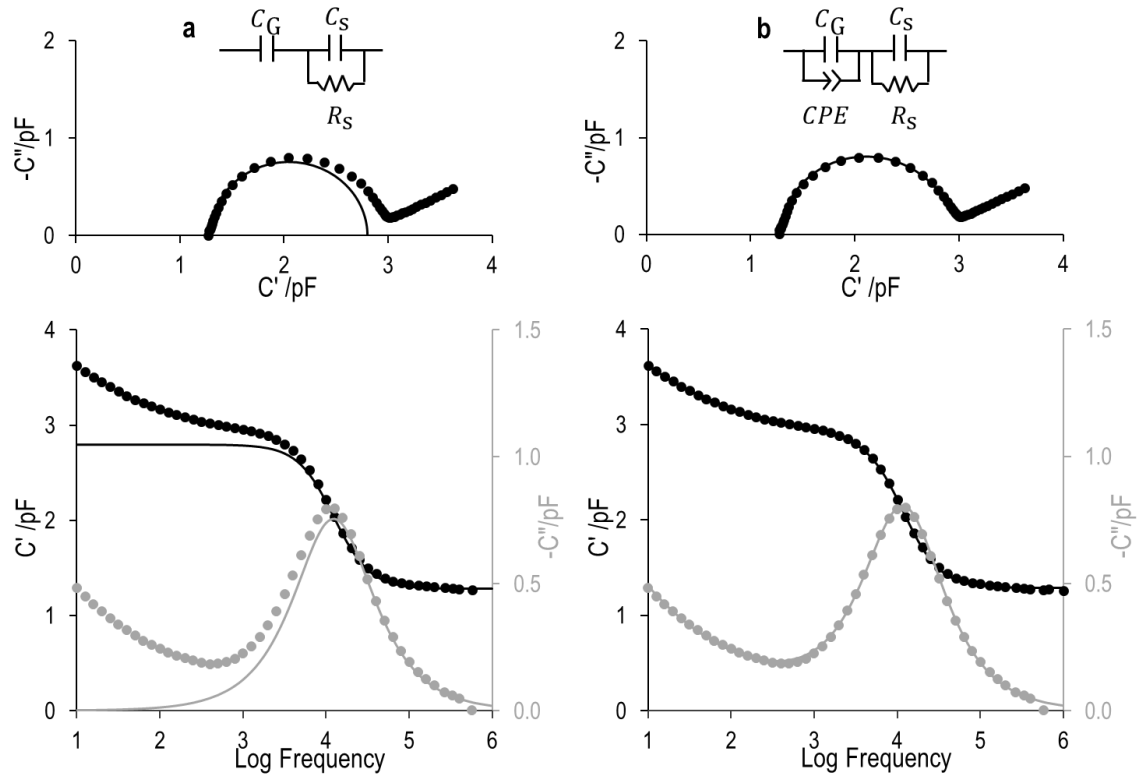 a
C_G C_s
R_s
2
1
0
-C"/pF
0 1 2 3 4
C' /pF
b
C_G C_s
CPE R_s
2
1
0
-C"/pF
0 1 2 3 4
C' /pF
4
3
2
1
0
C' /pF
1.5
1.0
0.5
0.0
-C"/pF
1 2 3 4 5 6
Log Frequency
4
3
2
1
0
C' /pF
1.5
1.0
0.5
0.0
-C"/pF
1 2 3 4 5 6
Log Frequency